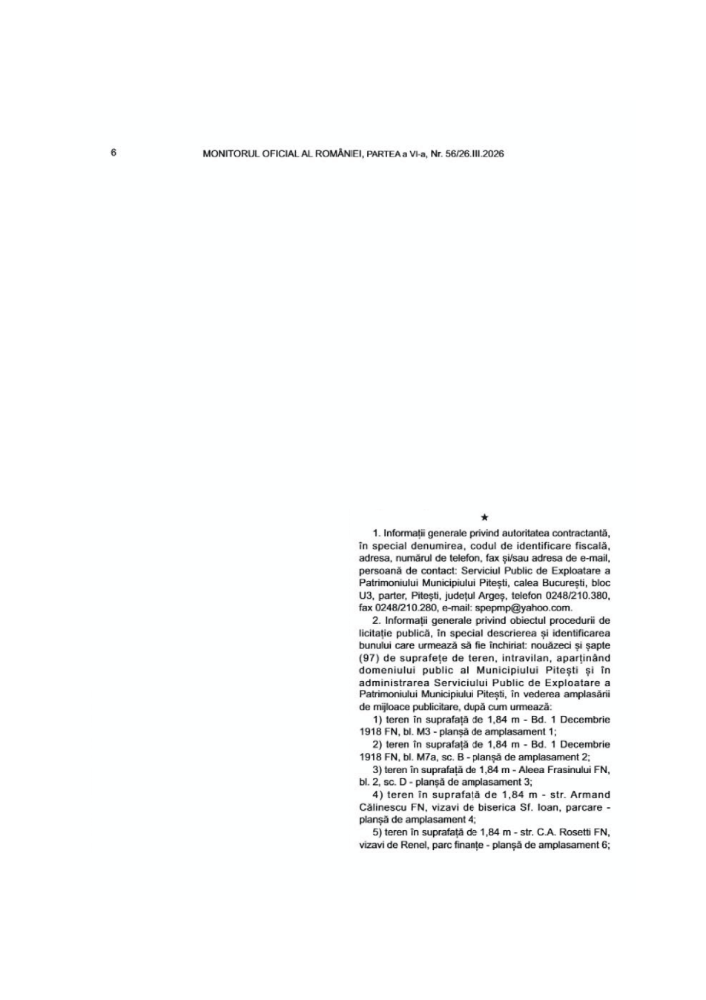 6
MONITORUL OFICIAL AL ROMÂNIEI, PARTEA a VI-a, Nr. 56/26.III.2026
★
1. Informații generale privind autoritatea contractantă,
în special denumirea, codul de identificare fiscală,
adresa, numărul de telefon, fax și/sau adresa de e-mail,
persoană de contact: Serviciul Public de Exploatare a
Patrimoniului Municipiului Pitești, calea București, bloc
U3, parter, Pitești, județul Argeș, telefon 0248/210.380,
fax 0248/210.280, e-mail: spepmp@yahoo.com.
2. Informații generale privind obiectul procedurii de
licitație publică, în special descrierea și identificarea
bunului care urmează să fie închiriat: nouăzeci și șapte
(97) de suprafețe de teren, intravilan, aparținând
domeniului public al Municipiului Pitești și în
administrarea Serviciului Public de Exploatare a
Patrimoniului Municipiului Pitești, în vederea amplasării
de mijloace publicitare, după cum urmează:
1) teren în suprafață de 1,84 m - Bd. 1 Decembrie
1918 FN, bl. M3 - planșă de amplasament 1;
2) teren în suprafață de 1,84 m - Bd. 1 Decembrie
1918 FN, bl. M7a, sc. B - planșă de amplasament 2;
3) teren în suprafață de 1,84 m - Aleea Frasinului FN,
bl. 2, sc. D - planșă de amplasament 3;
4) teren în suprafață de 1,84 m - str. Armand
Călinescu FN, vizavi de biserica Sf. Ioan, parcare -
planșă de amplasament 4;
5) teren în suprafață de 1,84 m - str. C.A. Rosetti FN,
vizavi de Renel, parc finanțe - planșă de amplasament 6;